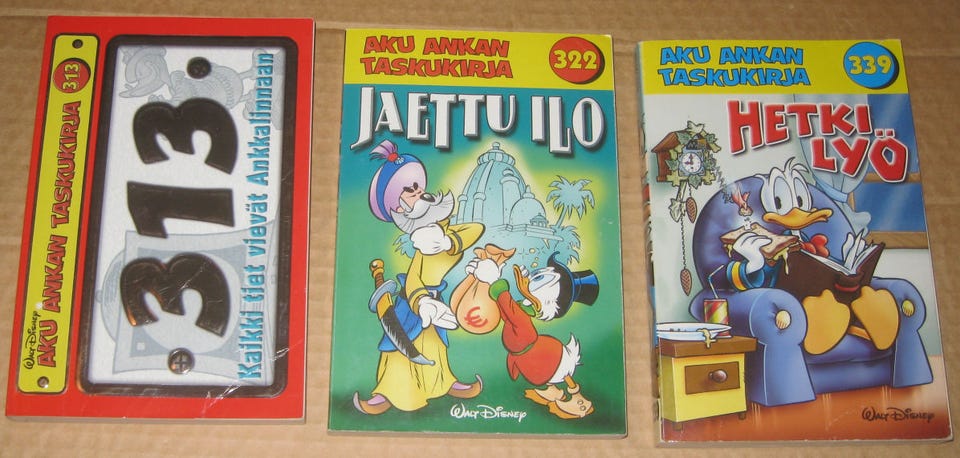 Walt Disney
AKU ANKAN TASKUKIRJA 313
313
Kaikki tiat vievät Ankkalinnaan
AKU ANKAN
TASKUKIRJA
322
JAETTU ILO
€
Walt Disney
AKU ANKAN
TASKUKIRJA
339
HETKI
LYÖ
Walt Disney